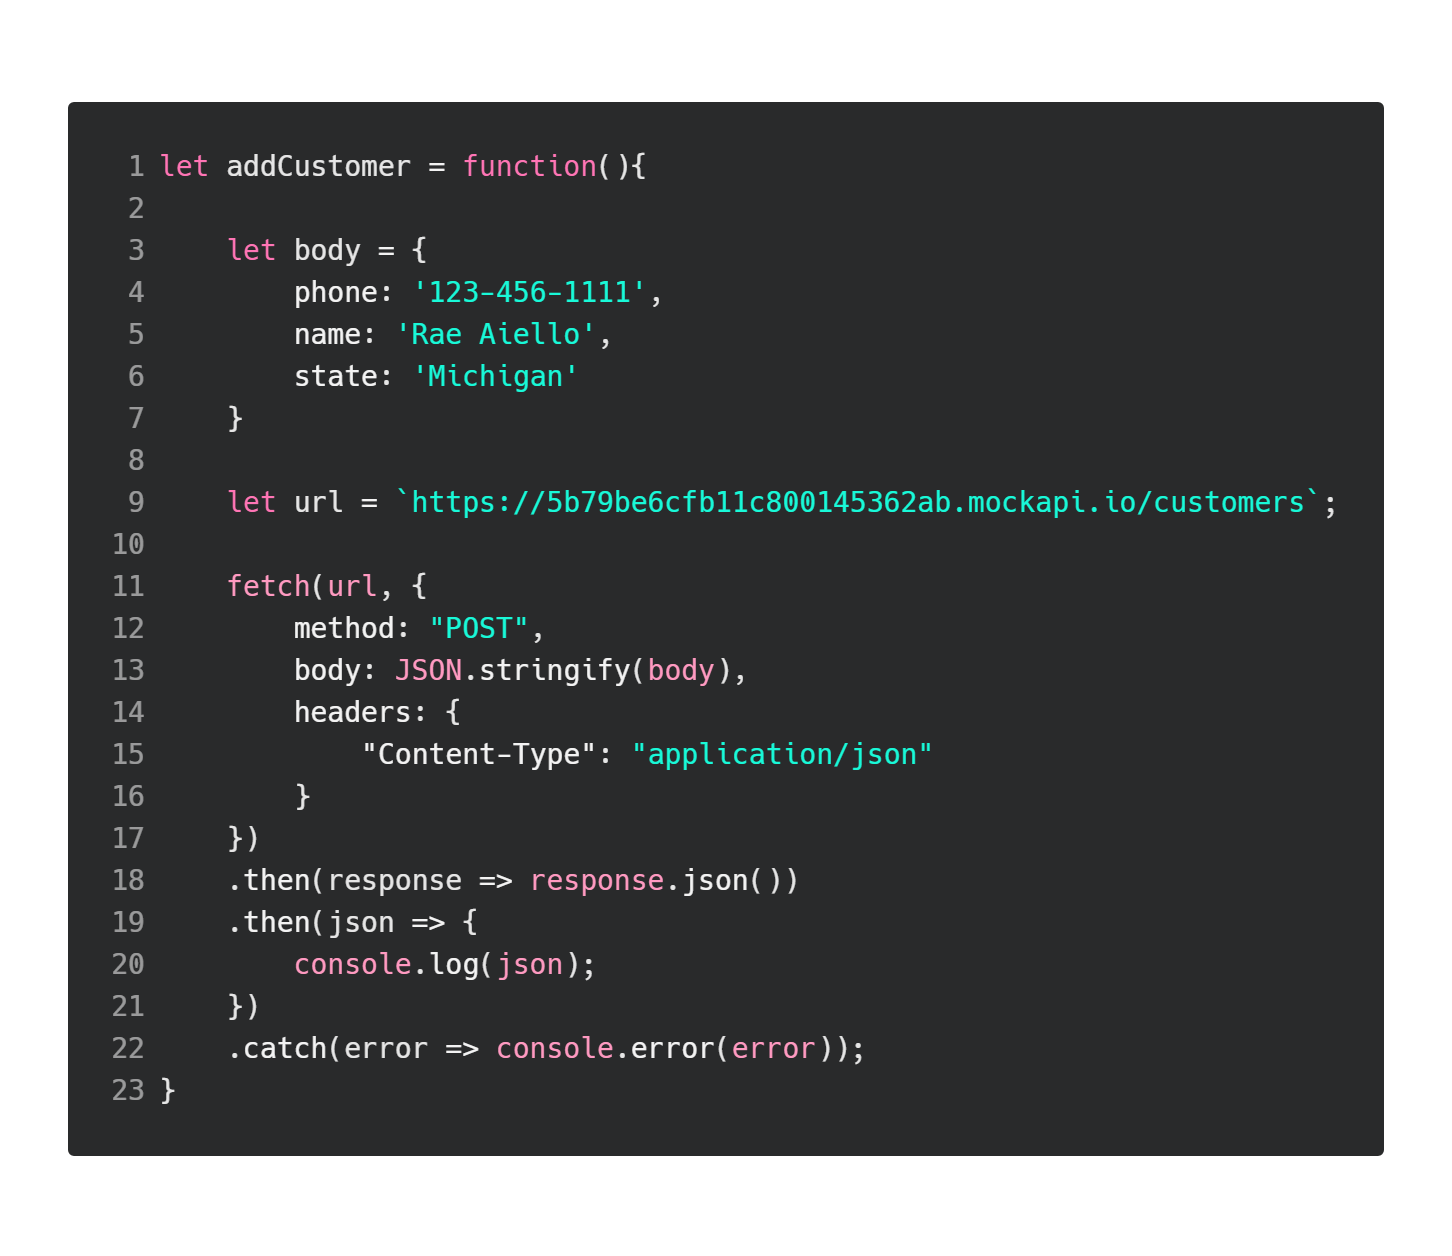 1 let addCustomer = function(){
2
3     let body = {
4         phone: '123-456-1111',
5         name: 'Rae Aiello',
6         state: 'Michigan'
7     }
8
9     let url = `https://5b79be6cfb11c800145362ab.mockapi.io/customers`;
10
11     fetch(url, {
12         method: "POST",
13         body: JSON.stringify(body),
14         headers: {
15             "Content-Type": "application/json"
16         }
17     })
18     .then(response => response.json())
19     .then(json => {
20         console.log(json);
21     })
22     .catch(error => console.error(error));
23 }